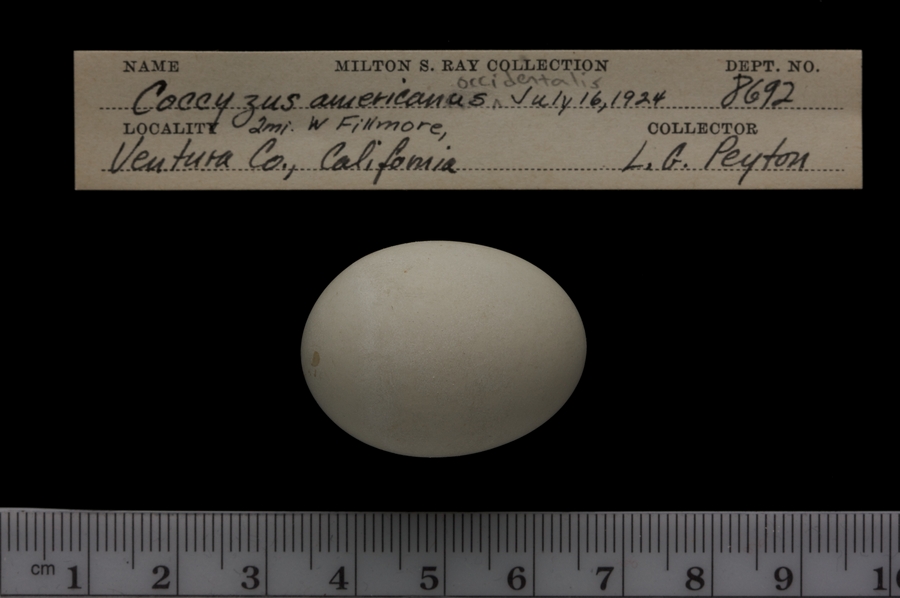 NAME MILTON S. RAY COLLECTION DEPT. NO.
occidentalis
Coccyzus americanus ^ July 16, 1924 8692
LOCALITY 2mi. W Fillmore, COLLECTOR
Ventura Co., California L. G. Peyton
cm 1 2 3 4 5 6 7 8 9 10